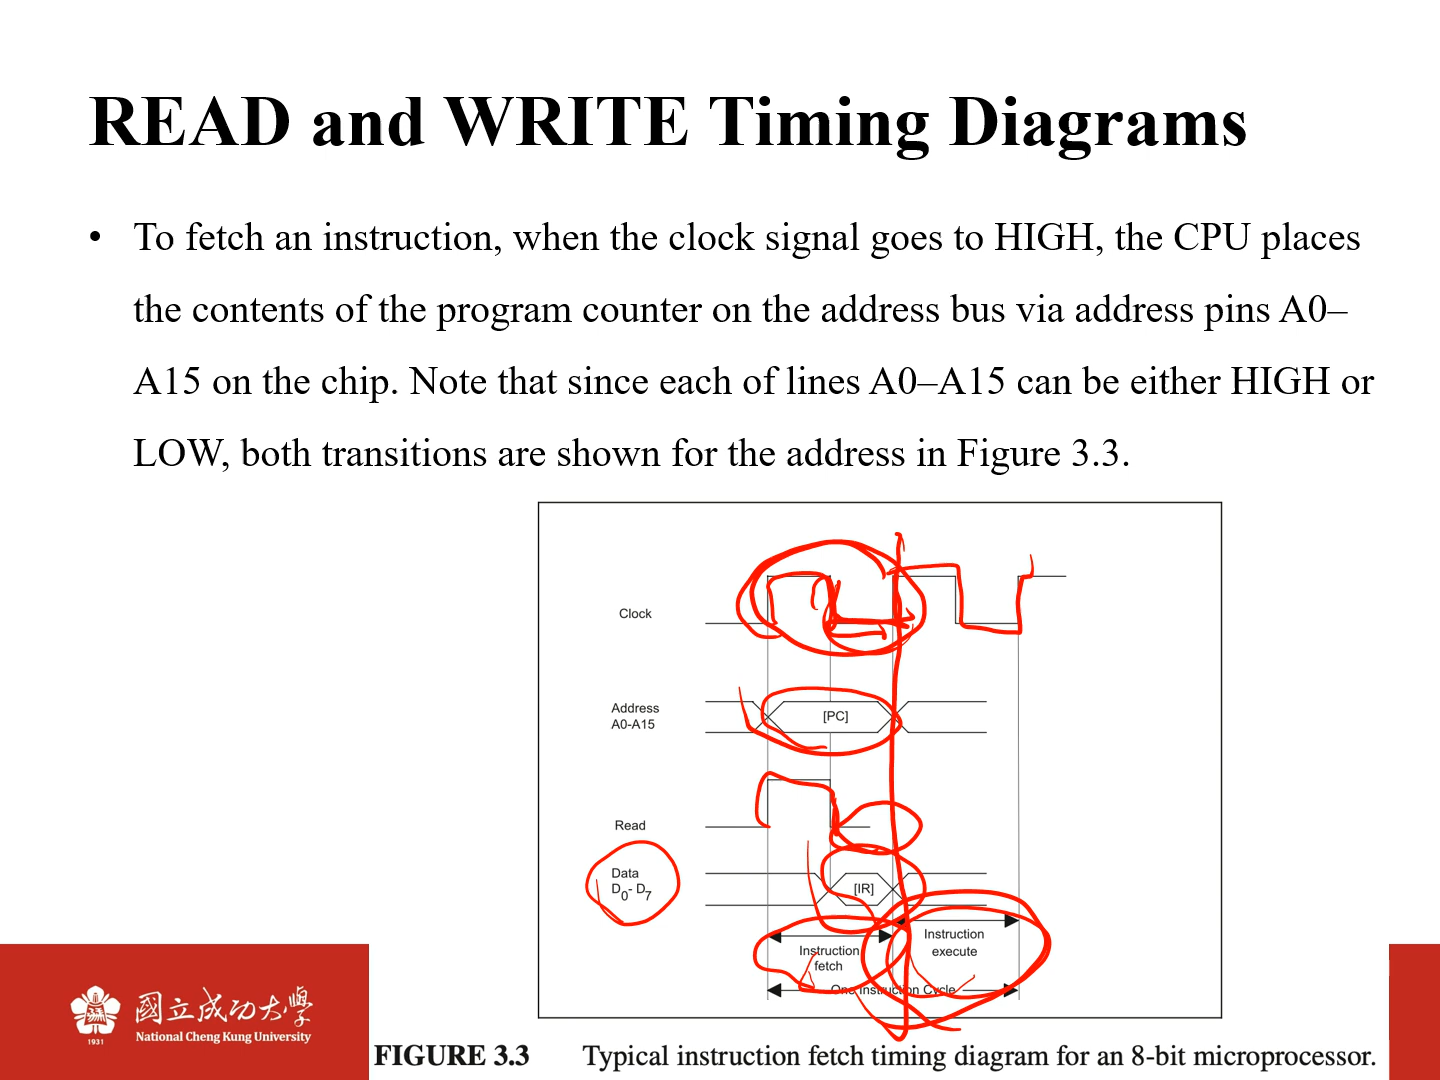 READ and WRITE Timing Diagrams
• To fetch an instruction, when the clock signal goes to HIGH, the CPU places
the contents of the program counter on the address bus via address pins A0–
A15 on the chip. Note that since each of lines A0–A15 can be either HIGH or
LOW, both transitions are shown for the address in Figure 3.3.
Clock
Address
A0-A15
[PC]
Read
Data
D0- D7
[IR]
Instruction
fetch
Instruction
execute
One Instruction Cycle
國立成功大學
National Cheng Kung University
1931
FIGURE 3.3 Typical instruction fetch timing diagram for an 8-bit microprocessor.